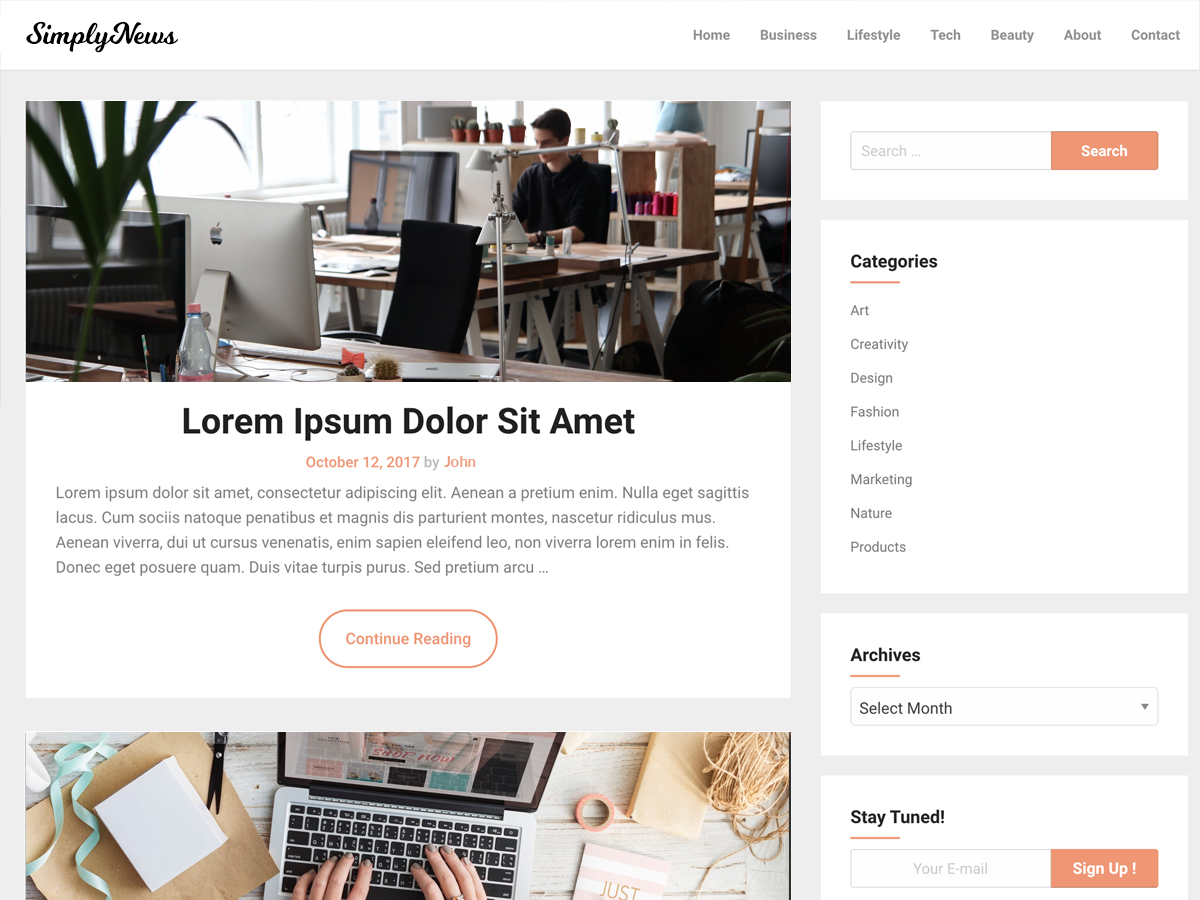 SimplyNews
Home Business Lifestyle Tech Beauty About Contact
Search ...
Search
Categories
Art
Creativity
Design
Fashion
Lifestyle
Marketing
Nature
Products
Lorem Ipsum Dolor Sit Amet
October 12, 2017 by John
Lorem ipsum dolor sit amet, consectetur adipiscing elit. Aenean a pretium enim. Nulla eget sagittis
lacus. Cum sociis natoque penatibus et magnis dis parturient montes, nascetur ridiculus mus.
Aenean viverra, dui ut cursus venenatis, enim sapien eleifend leo, non viverra lorem enim in felis.
Donec eget posuere quam. Duis vitae turpis purus. Sed pretium arcu ...
Continue Reading
Archives
Select Month
Stay Tuned!
Your E-mail
Sign Up !
shop now
JUST